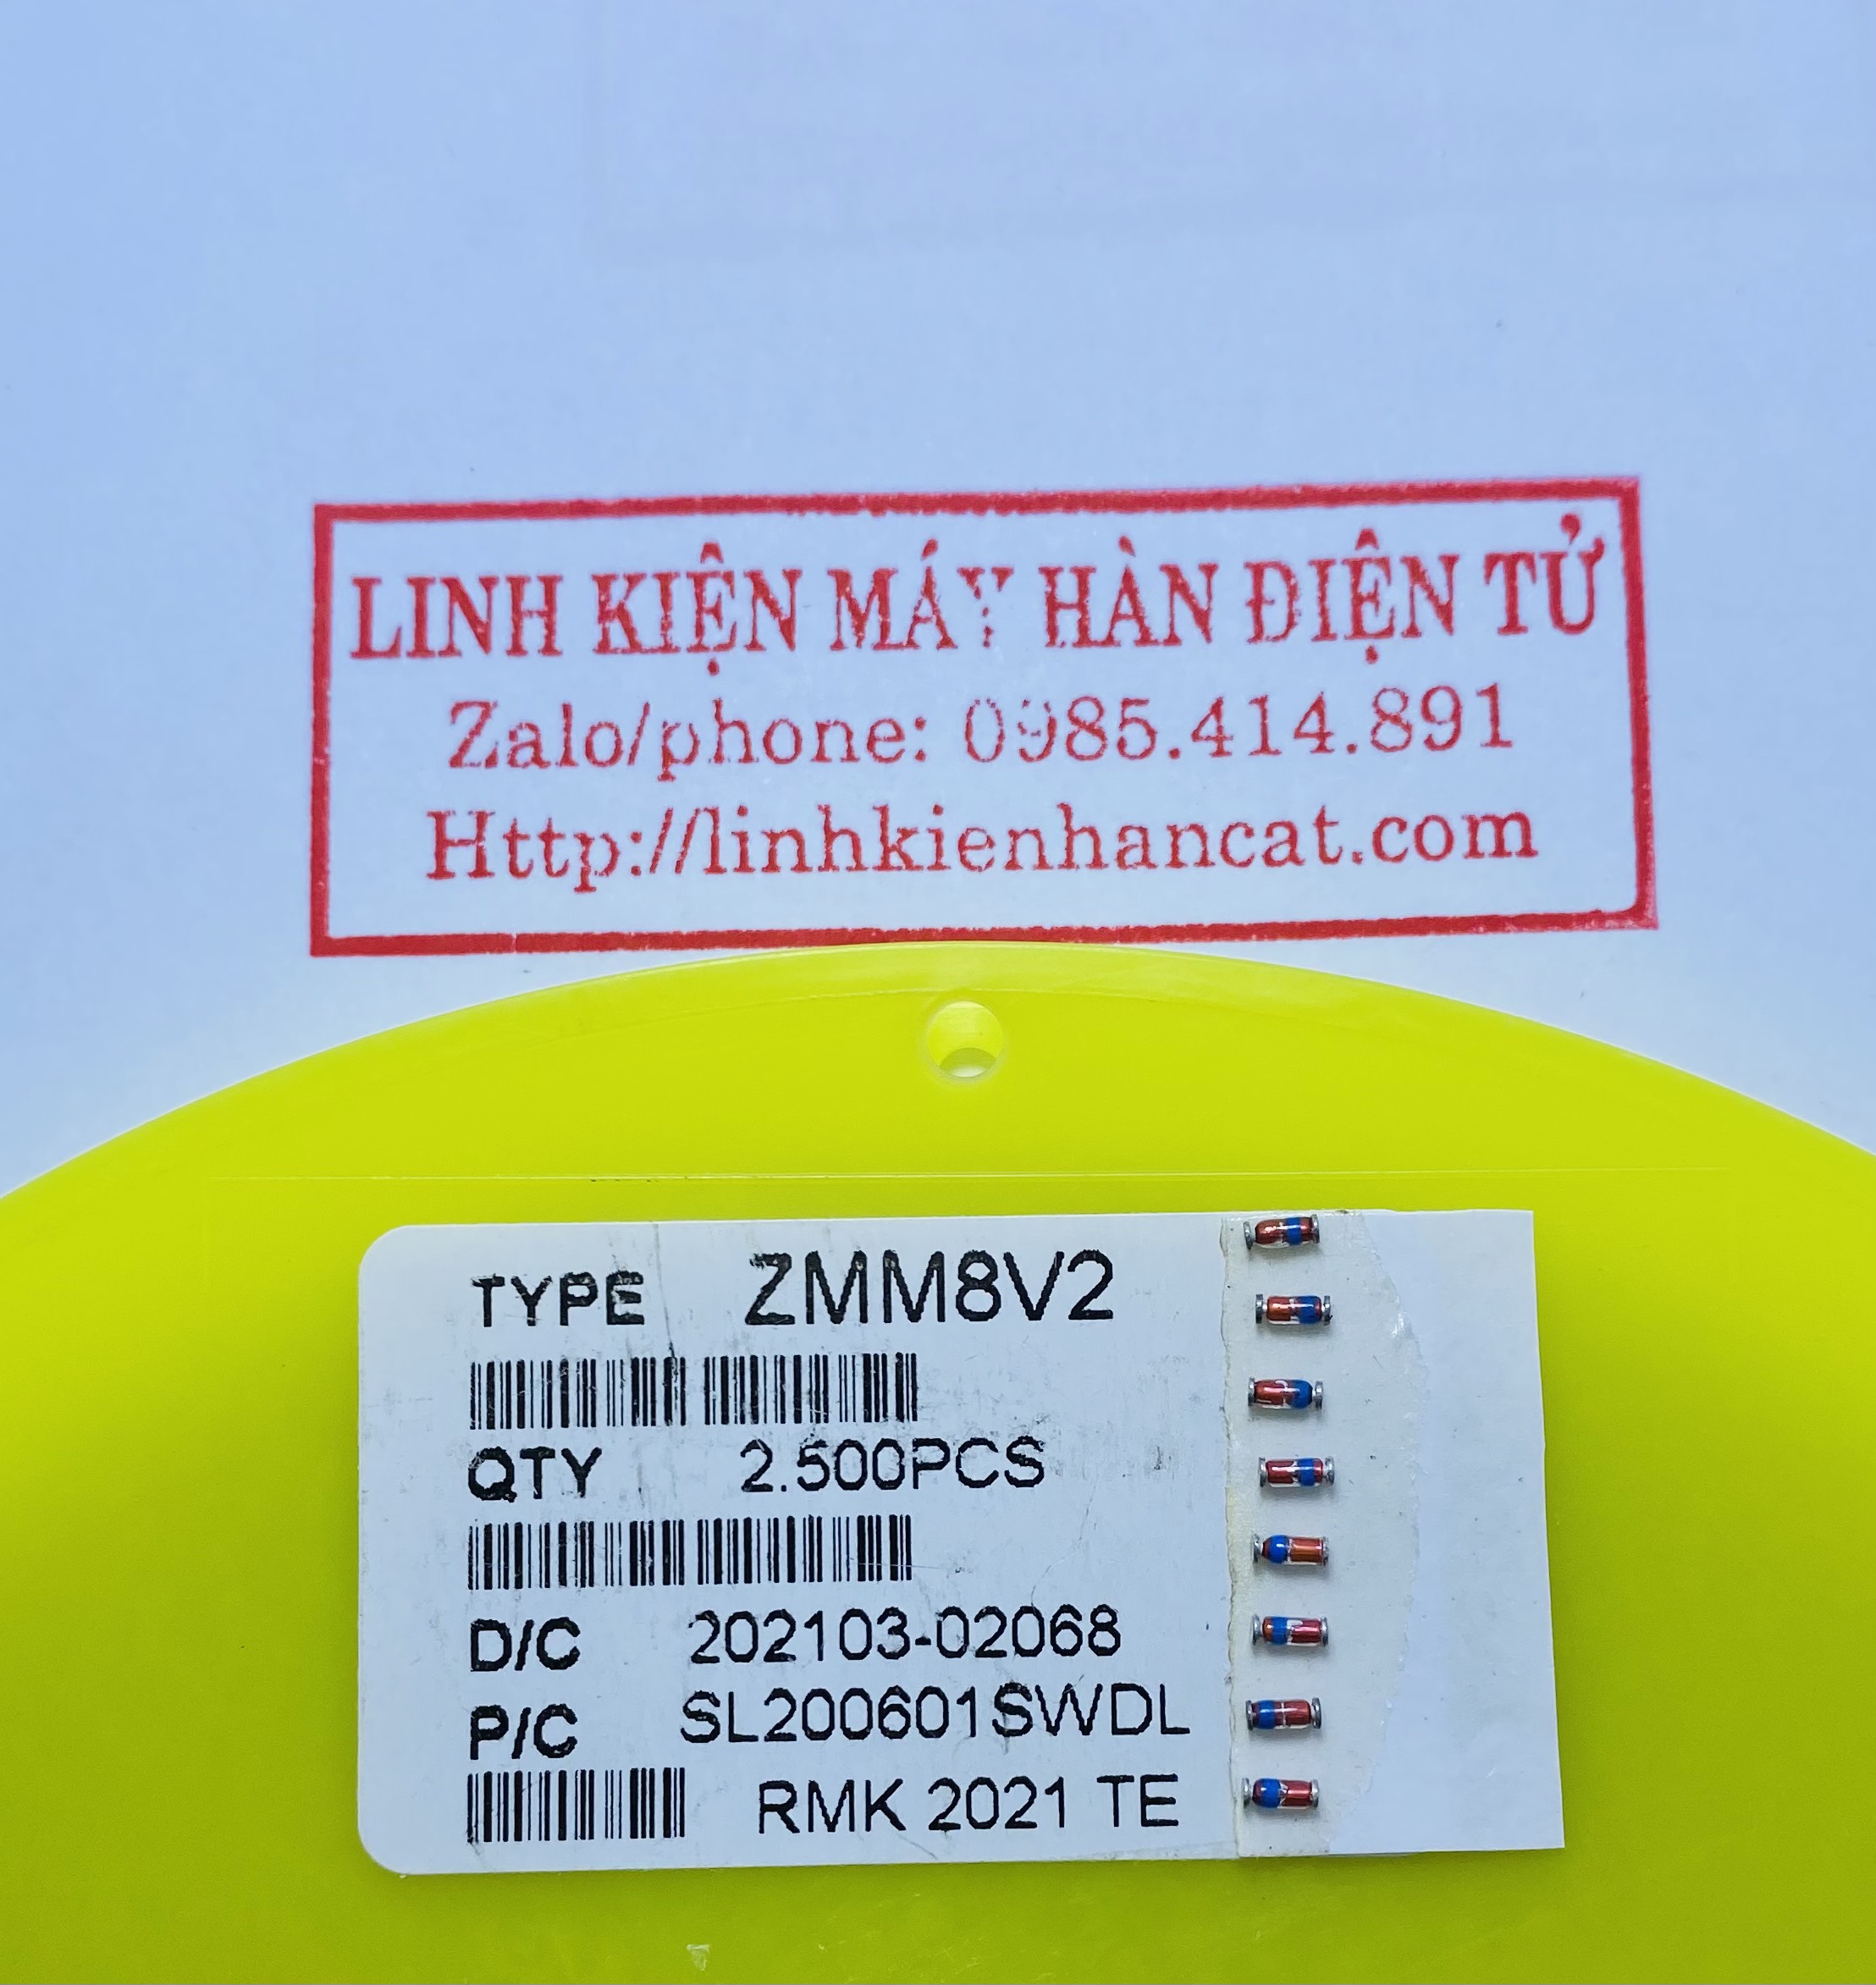 LINH KIỆN MÁY HÀN ĐIỆN TỬ
Zalo/phone: 0985.414.891
Http://linhkienhancat.com
TYPE ZMM8V2
QTY 2.500PCS
D/C 202103-02068
P/C SL200601SWDL
RMK 2021 TE